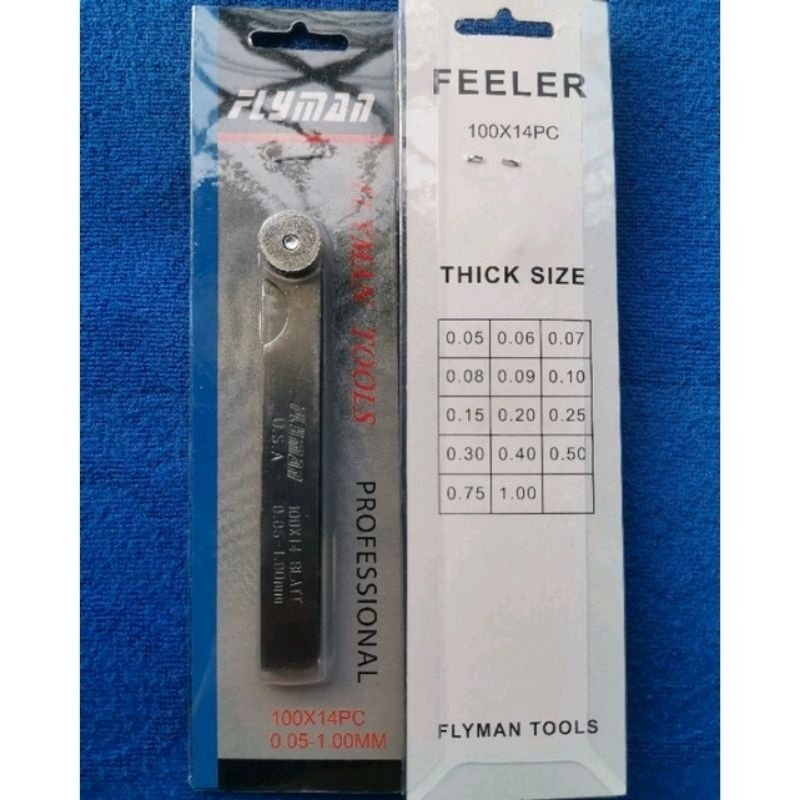 FLYMAN
FLYMAN TOOLS
PROFESSIONAL
FLYMAN
U.S.A
100X14 BLATT
0.05-1.00mm
100X14PC
0.05-1.00MM
FEELER
100X14PC
THICK SIZE
0.05 0.06 0.07
0.08 0.09 0.10
0.15 0.20 0.25
0.30 0.40 0.50
0.75 1.00
FLYMAN TOOLS